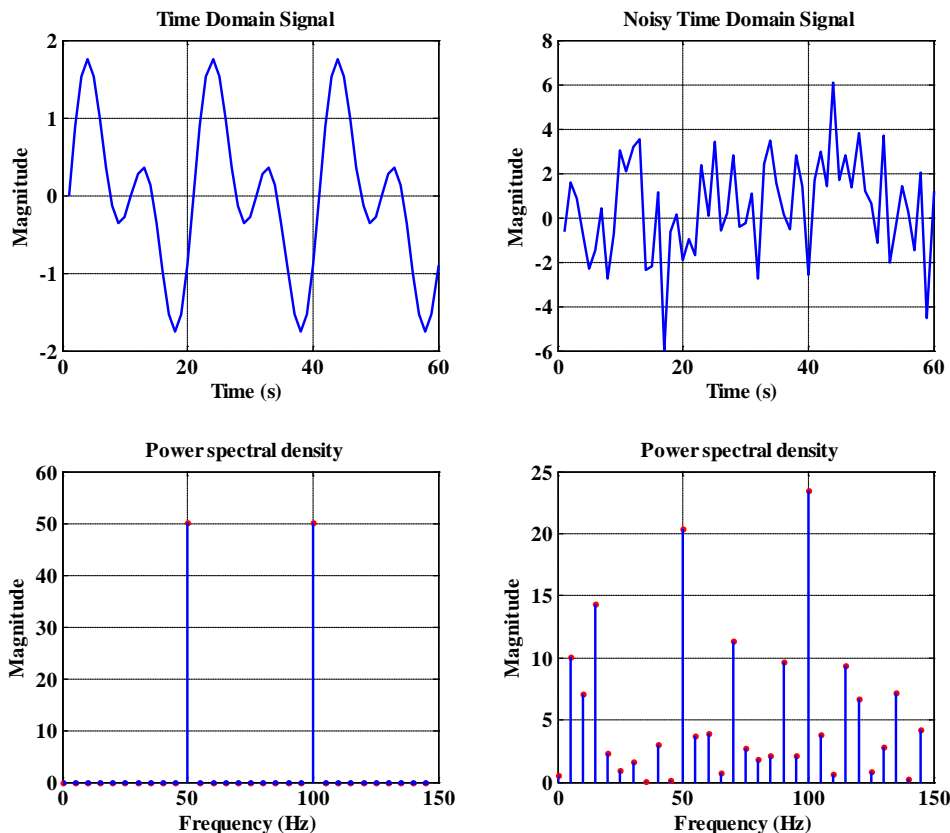 Time Domain Signal
2
1
0
-1
-2
0 20 40 60
Magnitude
Time (s)
Noisy Time Domain Signal
8
6
4
2
0
-2
-4
-6
0 20 40 60
Magnitude
Time (s)
Power spectral density
60
50
40
30
20
10
0
0 50 100 150
Magnitude
Frequency (Hz)
Power spectral density
25
20
15
10
5
0
0 50 100 150
Magnitude
Frequency (Hz)